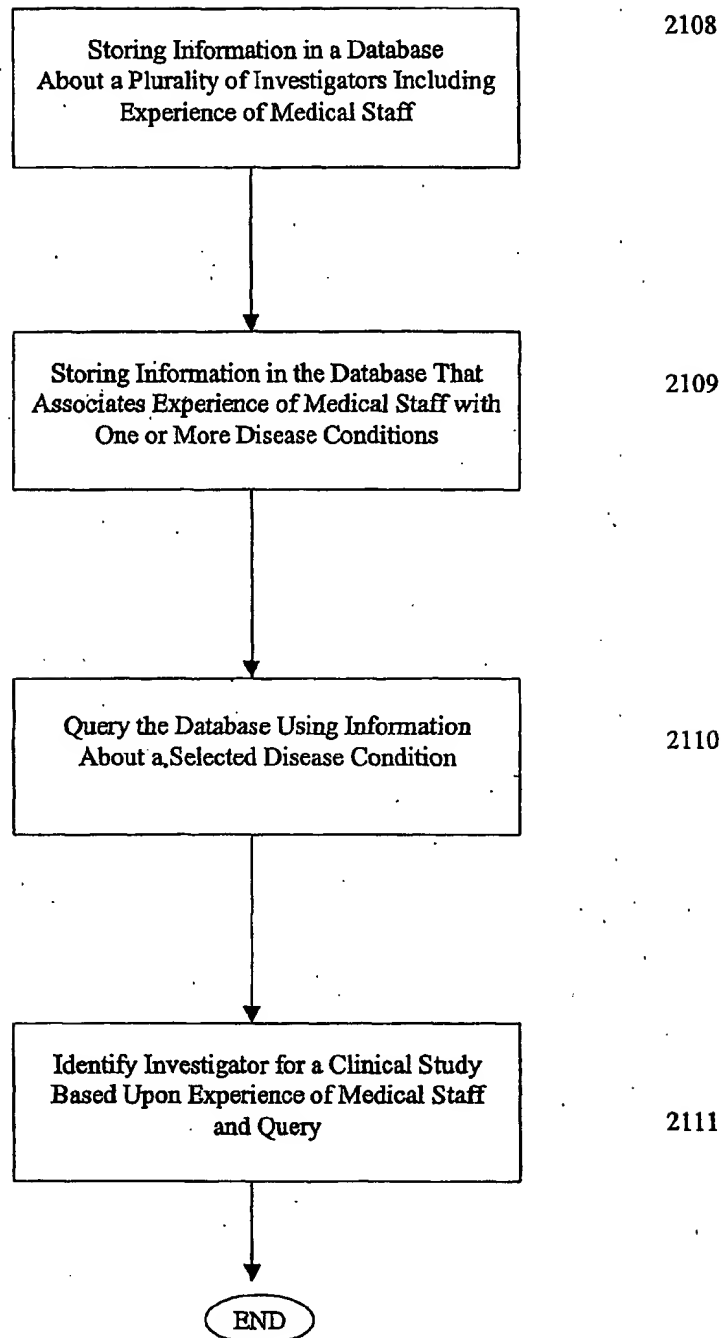 Storing Information in a Database
About a Plurality of Investigators Including
Experience of Medical Staff
2108
Storing Information in the Database That
Associates Experience of Medical Staff with
One or More Disease Conditions
2109
Query the Database Using Information
About a Selected Disease Condition
2110
Identify Investigator for a Clinical Study
Based Upon Experience of Medical Staff
and Query
2111
END